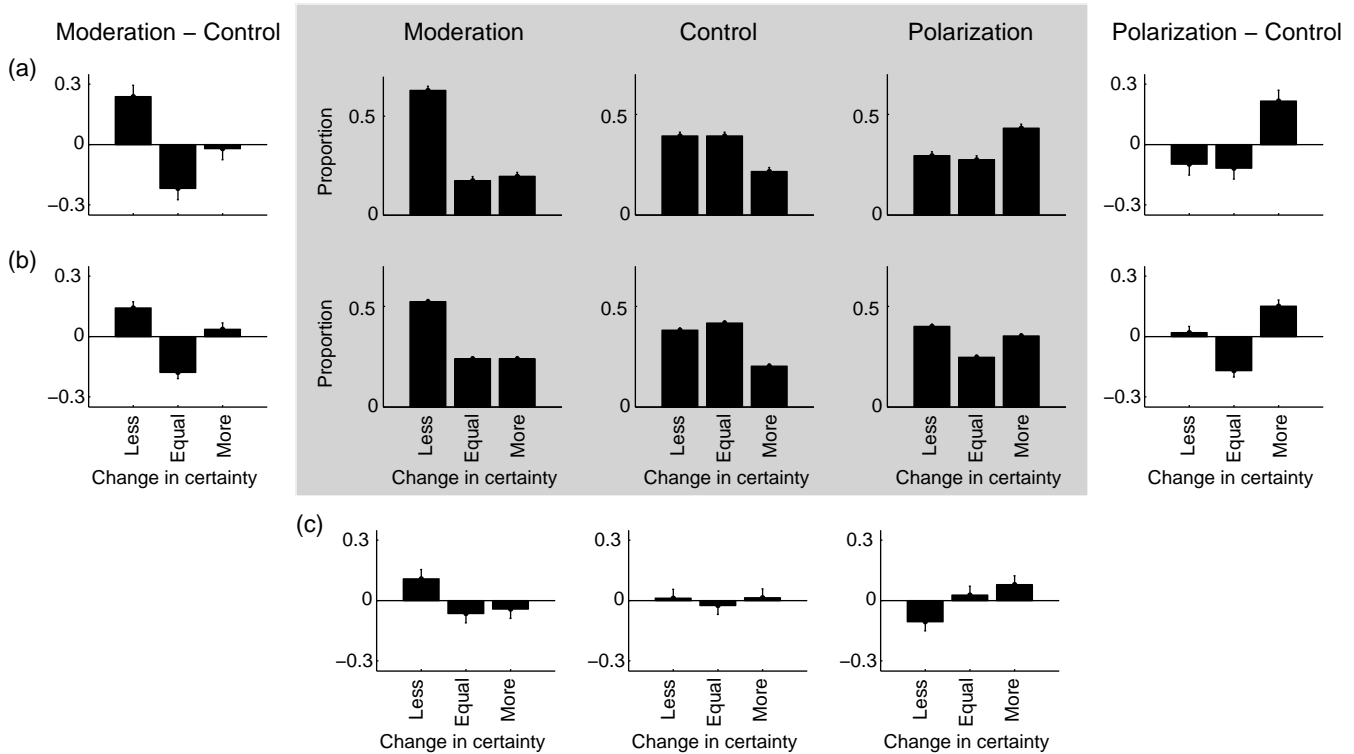 Moderation – Control
Moderation
Control
Polarization
Polarization – Control
(a)
0.3
0
−0.3
Proportion
0.5
0
0.5
0
0.5
0
0.3
0
−0.3
(b)
0.3
0
−0.3
Less
Equal
More
Change in certainty
Proportion
0.5
0
Less
Equal
More
Change in certainty
0.5
0
Less
Equal
More
Change in certainty
0.5
0
Less
Equal
More
Change in certainty
0.3
0
−0.3
Less
Equal
More
Change in certainty
(c)
0.3
0
−0.3
Less
Equal
More
Change in certainty
0.3
0
−0.3
Less
Equal
More
Change in certainty
0.3
0
−0.3
Less
Equal
More
Change in certainty